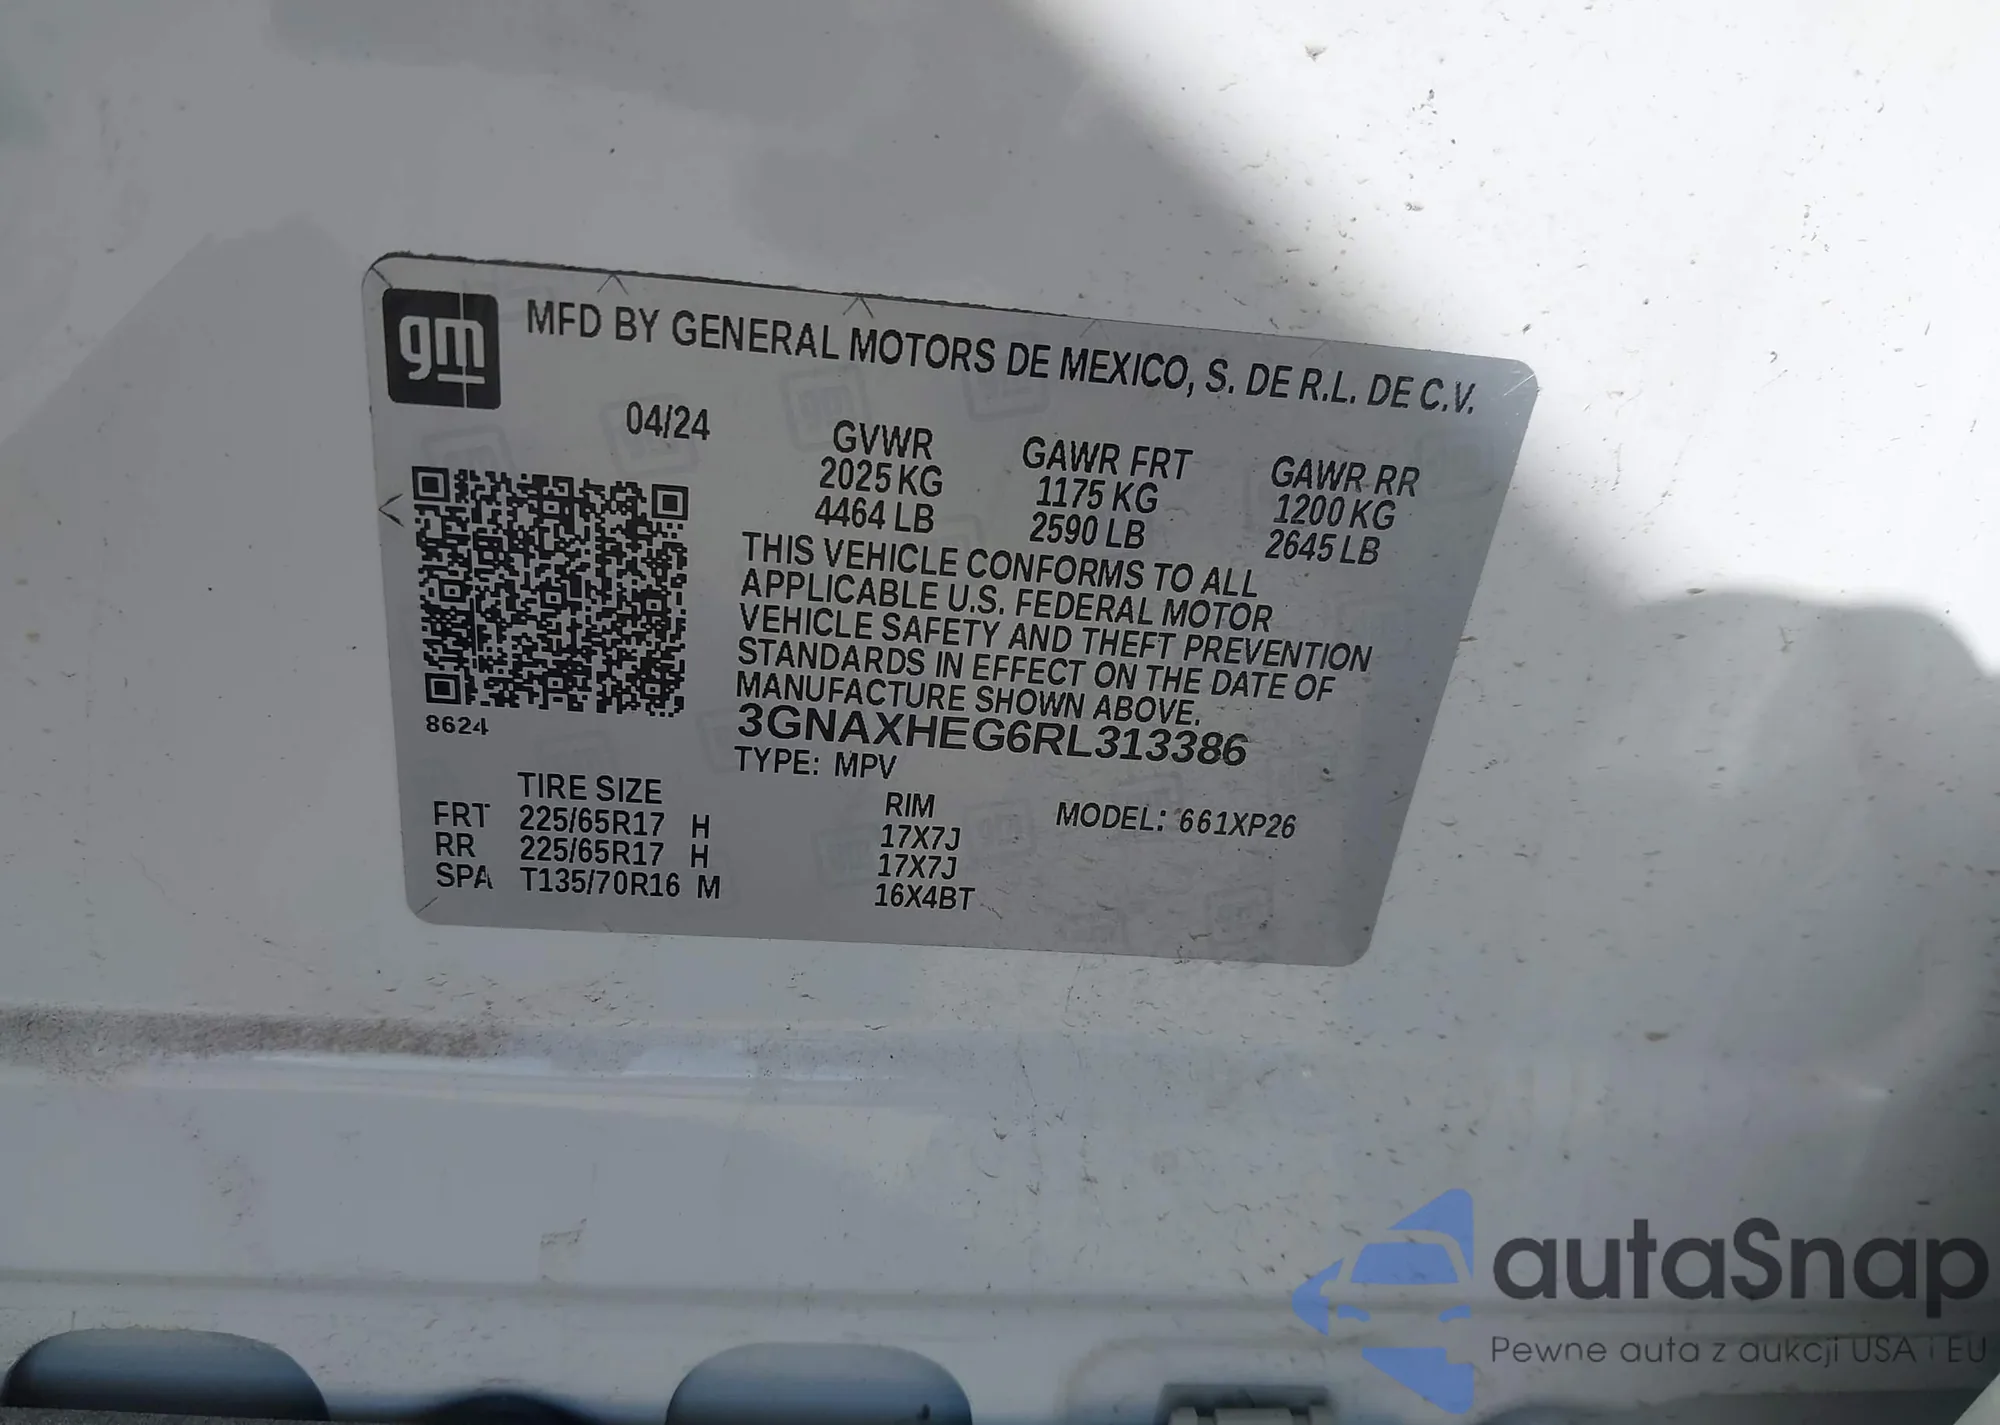 gm
MFD BY GENERAL MOTORS DE MEXICO, S. DE R.L. DE C.V.
04/24
GVWR GAWR FRT GAWR RR
2025 KG 1175 KG 1200 KG
4464 LB 2590 LB 2645 LB
THIS VEHICLE CONFORMS TO ALL
APPLICABLE U.S. FEDERAL MOTOR
VEHICLE SAFETY AND THEFT PREVENTION
STANDARDS IN EFFECT ON THE DATE OF
MANUFACTURE SHOWN ABOVE.
8624
3GNAXHEG6RL313386
TYPE: MPV
TIRE SIZE RIM MODEL: 661XP26
FRT 225/65R17 H 17X7J
RR 225/65R17 H 17X7J
SPA T135/70R16 M 16X4BT
autaSnap
Pewne auta z aukcji USA i EU